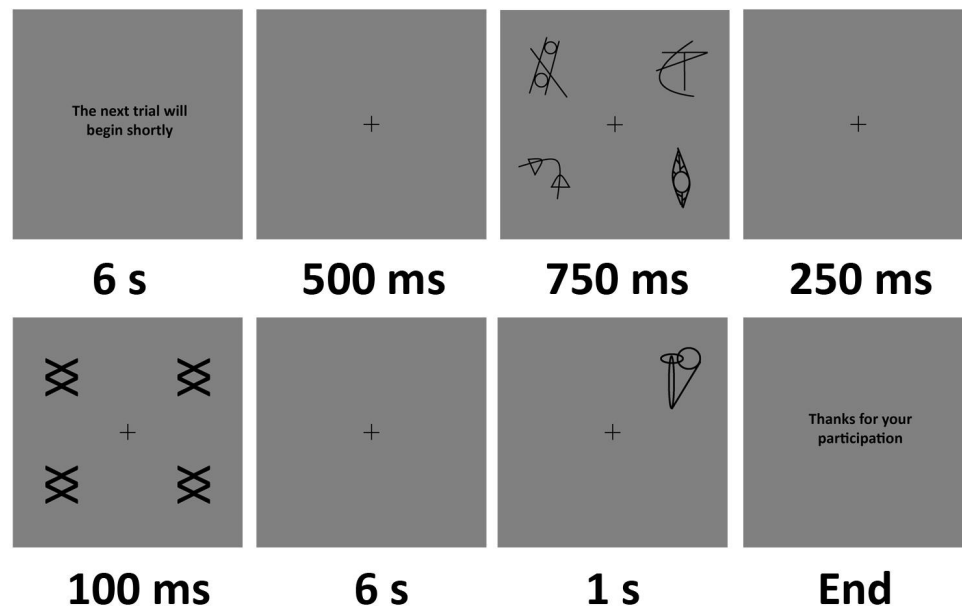 The next trial will
begin shortly
6 s
500 ms
750 ms
250 ms
Thanks for your
participation
100 ms
6 s
1 s
End